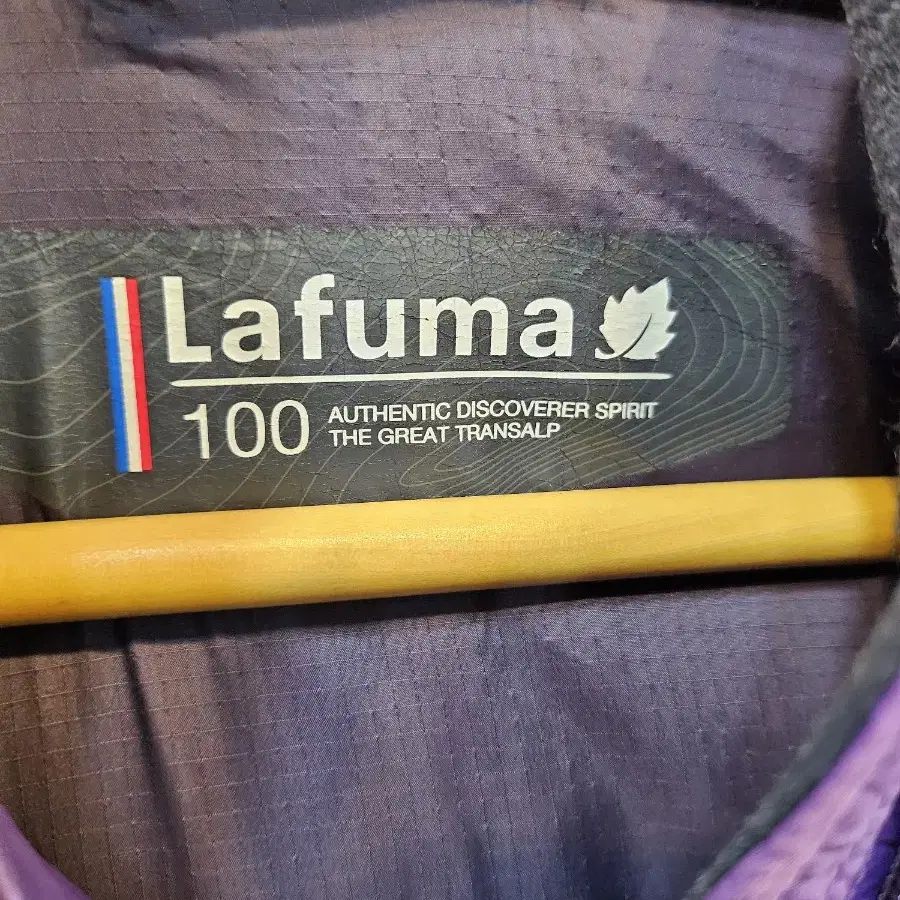 Lafuma
100 AUTHENTIC DISCOVERER SPIRIT
THE GREAT TRANSALP